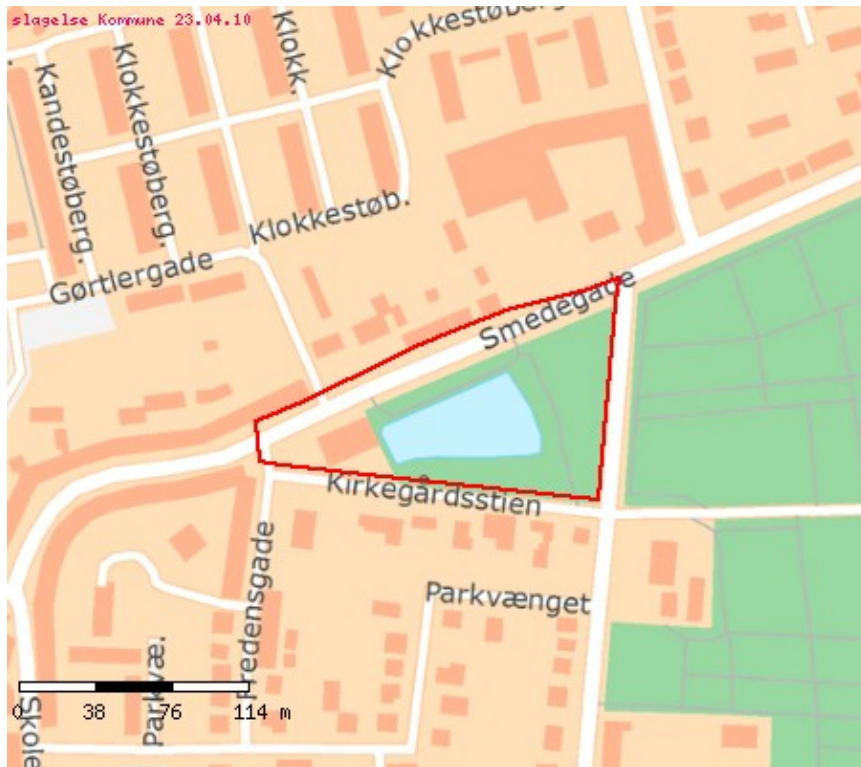 slagelse Kommune 23.04.10
Klokkestøberg
Klokk.
Kandestøberg.
Klokkestøberg.
Klokkestøb.
Gørtlergade
Smedegade
Kirkegårdsstien
Fredensgade
Parkvænget
Parkvæ.
Skole
0 38 76 114 m